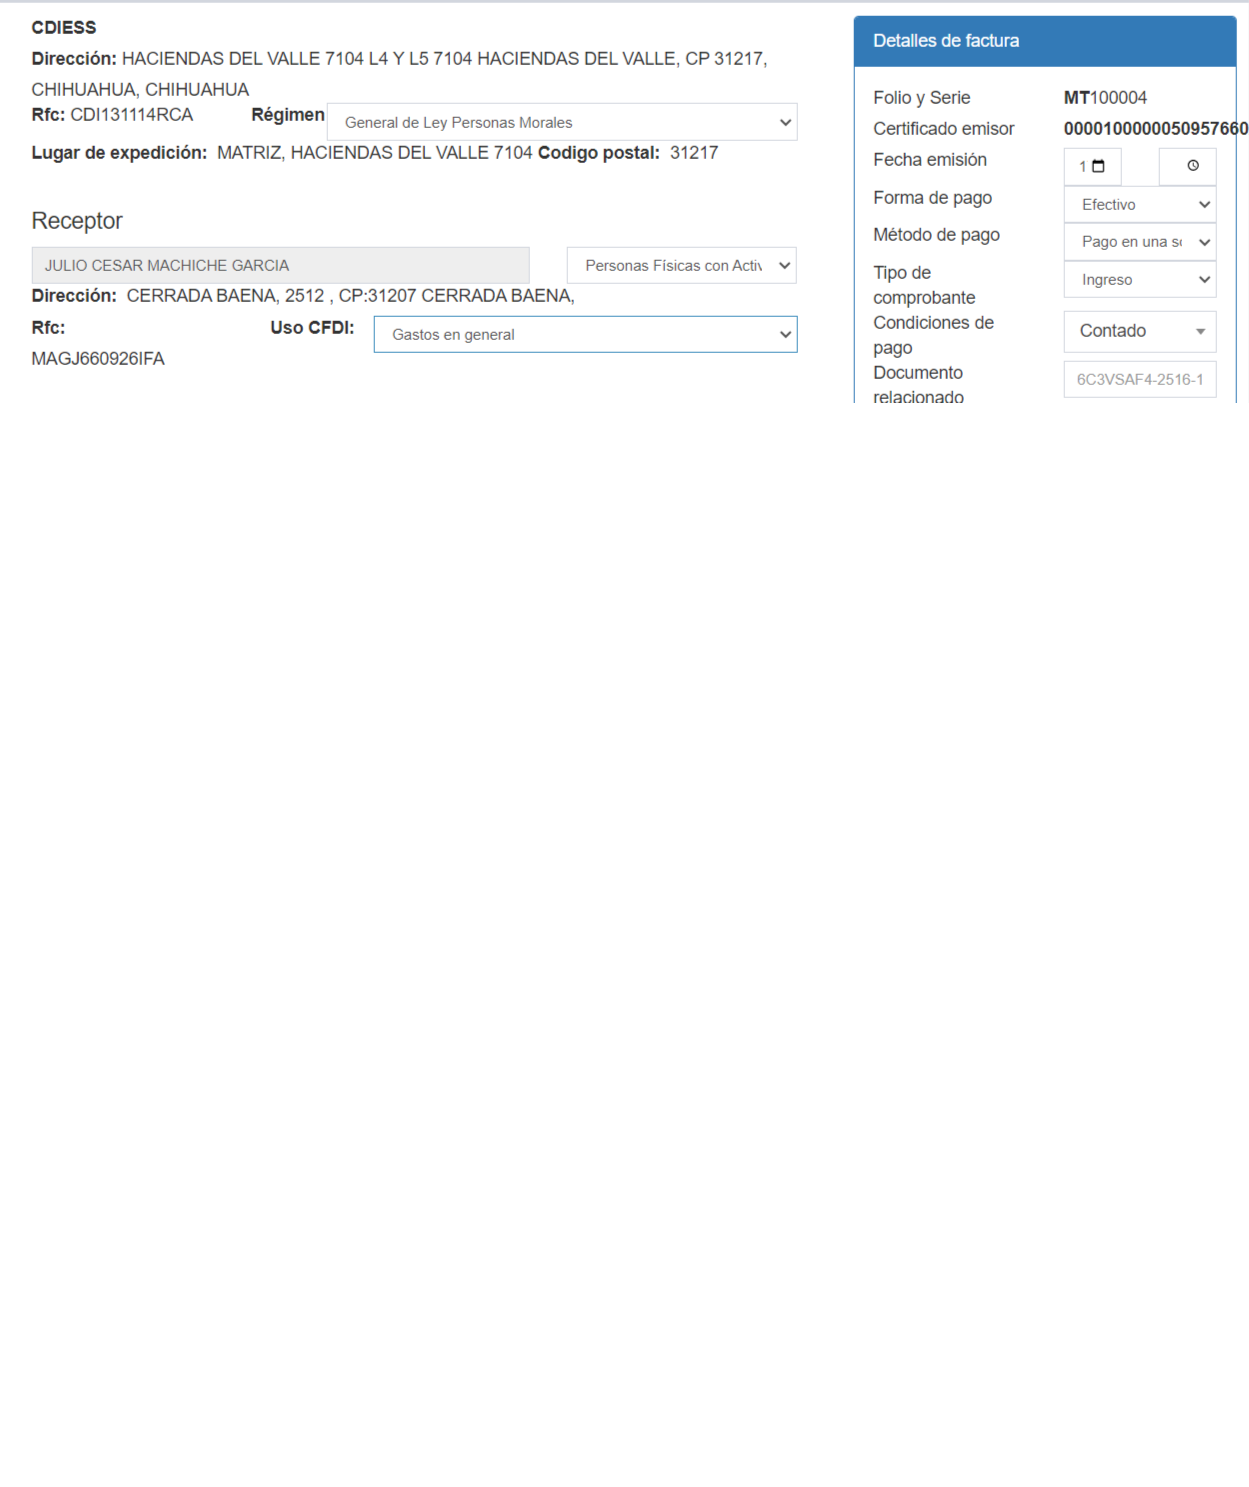 CDIESS
Dirección: HACIENDAS DEL VALLE 7104 L4 Y L5 7104 HACIENDAS DEL VALLE, CP 31217,
CHIHUAHUA, CHIHUAHUA
Rfc: CDI131114RCA Régimen General de Ley Personas Morales
Lugar de expedición: MATRIZ, HACIENDAS DEL VALLE 7104 Codigo postal: 31217
Receptor
JULIO CESAR MACHICHE GARCIA Personas Físicas con Activ
Dirección: CERRADA BAENA, 2512 , CP:31207 CERRADA BAENA,
Rfc: Uso CFDI: Gastos en general
MAGJ660926IFA
Detalles de factura
Folio y Serie MT100004
Certificado emisor 0000100000050957660
Fecha emisión 1
Forma de pago Efectivo
Método de pago Pago en una so
Tipo de
comprobante Ingreso
Condiciones de
pago Contado
Documento
relacionado 6C3VSAF4-2516-1